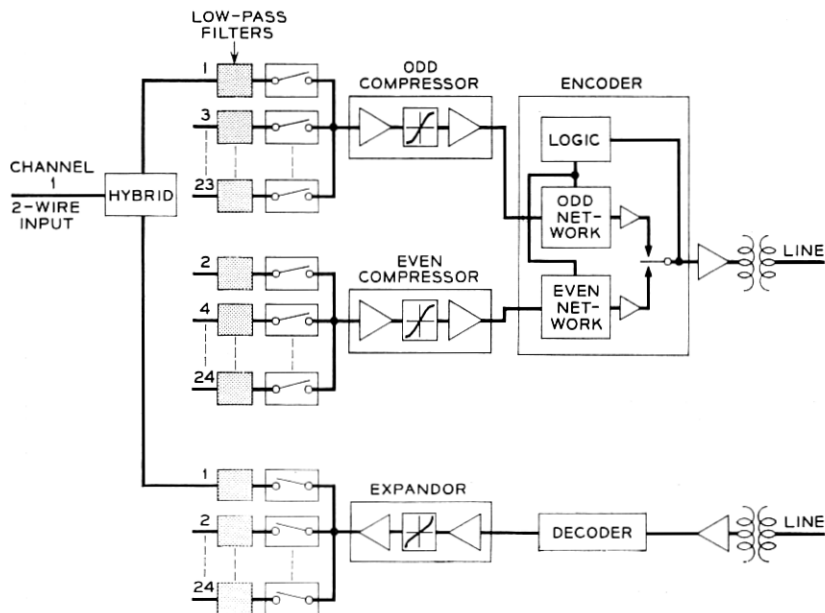 LOW-PASS
FILTERS
1
3
23
ODD
COMPRESSOR
ENCODER
LOGIC
ODD
NET-
WORK
CHANNEL
1
2-WIRE
INPUT
HYBRID
LINE
2
4
24
EVEN
COMPRESSOR
EVEN
NET-
WORK
1
2
24
EXPANDOR
DECODER
LINE